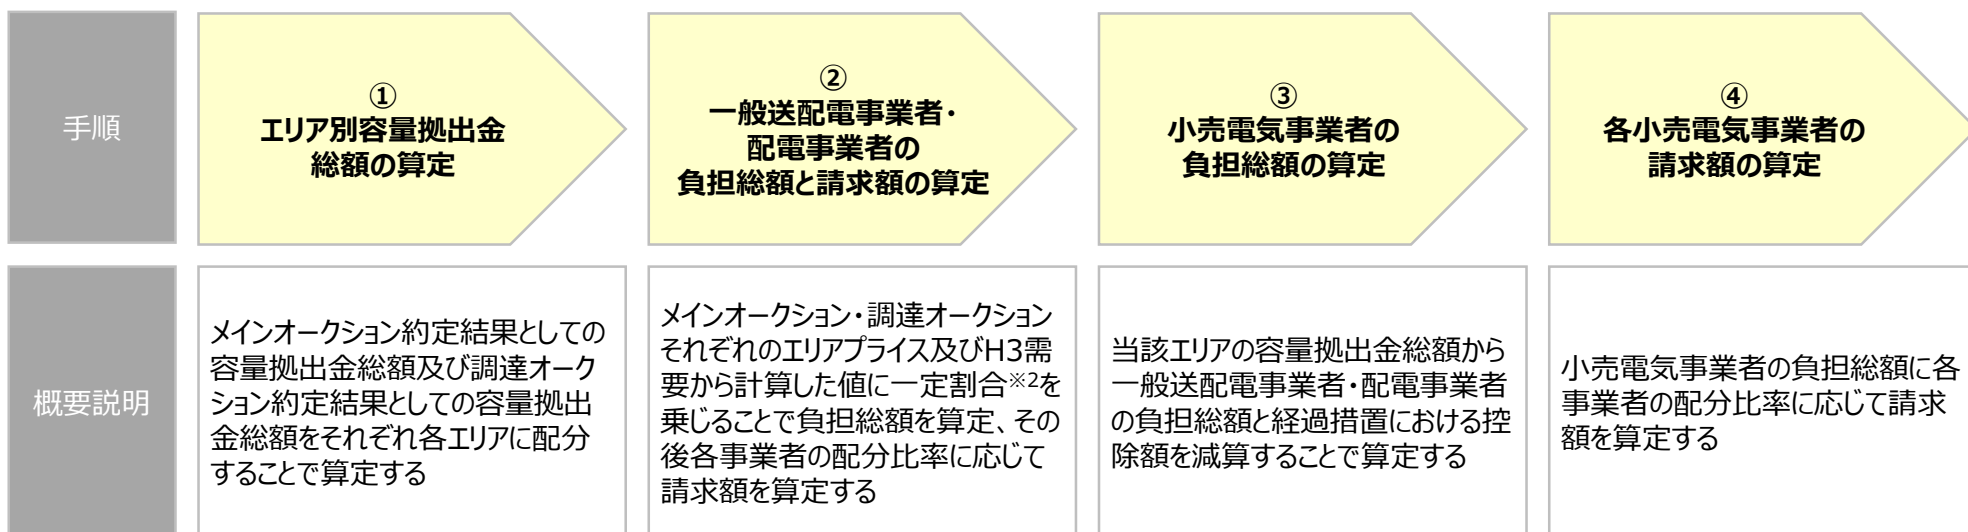 手順
①
エリア別容量拠出金
総額の算定
②
一般送配電事業者・
配電事業者の
負担総額と請求額の算定
③
小売電気事業者の
負担総額の算定
④
各小売電気事業者の
請求額の算定
概要説明
メインオークション約定結果としての
容量拠出金総額及び調達オーク
ション約定結果としての容量拠出
金総額をそれぞれ各エリアに配分
することで算定する
メインオークション・調達オークション
それぞれのエリアプライス及びH3需
要から計算した値に一定割合※2を
乗じることで負担総額を算定、その
後各事業者の配分比率に応じて
請求額を算定する
当該エリアの容量拠出金総額から
一般送配電事業者・配電事業者
の負担総額と経過措置における控
除額を減算することで算定する
小売電気事業者の負担総額に各
事業者の配分比率に応じて請求
額を算定する